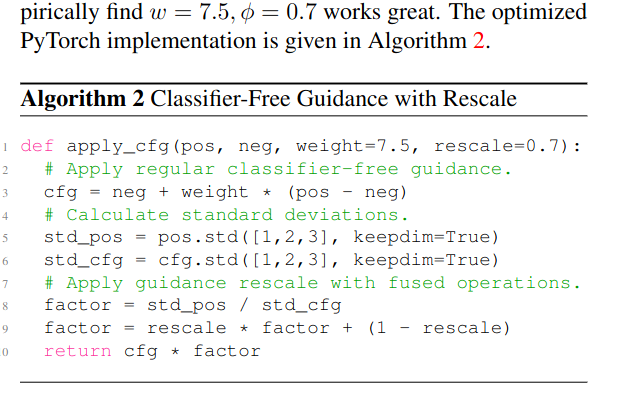 pirically find w = 7.5, ϕ = 0.7 works great. The optimized
PyTorch implementation is given in Algorithm 2.
Algorithm 2 Classifier-Free Guidance with Rescale
1 def apply_cfg(pos, neg, weight=7.5, rescale=0.7):
2 # Apply regular classifier-free guidance.
3 cfg = neg + weight * (pos - neg)
4 # Calculate standard deviations.
5 std_pos = pos.std([1,2,3], keepdim=True)
6 std_cfg = cfg.std([1,2,3], keepdim=True)
7 # Apply guidance rescale with fused operations.
8 factor = std_pos / std_cfg
9 factor = rescale * factor + (1 - rescale)
0 return cfg * factor